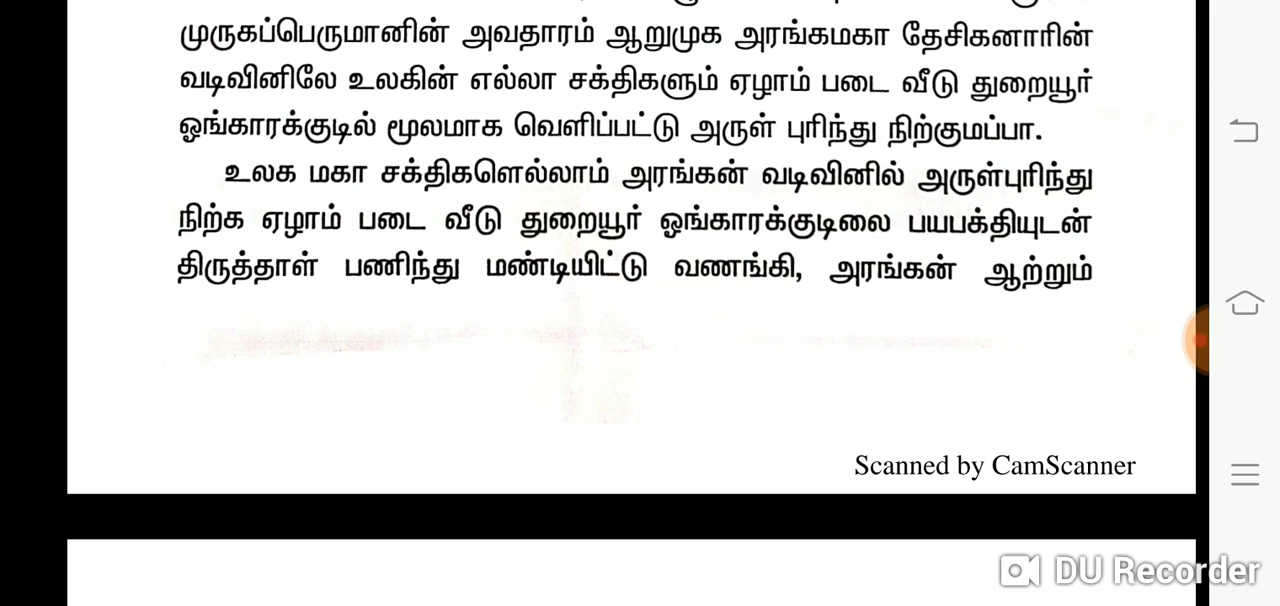 முருகப்பெருமானின் அவதாரம் ஆறுமுக அரங்கமகா தேசிகனாரின்
வடிவினிலே உலகின் எல்லா சக்திகளும் ஏழாம் படை வீடு துறையூர்
ஓங்காரக்குடில் மூலமாக வெளிப்பட்டு அருள் புரிந்து நிற்குமப்பா.
உலக மகா சக்திகளெல்லாம் அரங்கன் வடிவினில் அருள்புரிந்து
நிற்க ஏழாம் படை வீடு துறையூர் ஓங்காரக்குடிலை பயபக்தியுடன்
திருத்தாள் பணிந்து மண்டியிட்டு வணங்கி, அரங்கன் ஆற்றும்
Scanned by CamScanner
DU Recorder